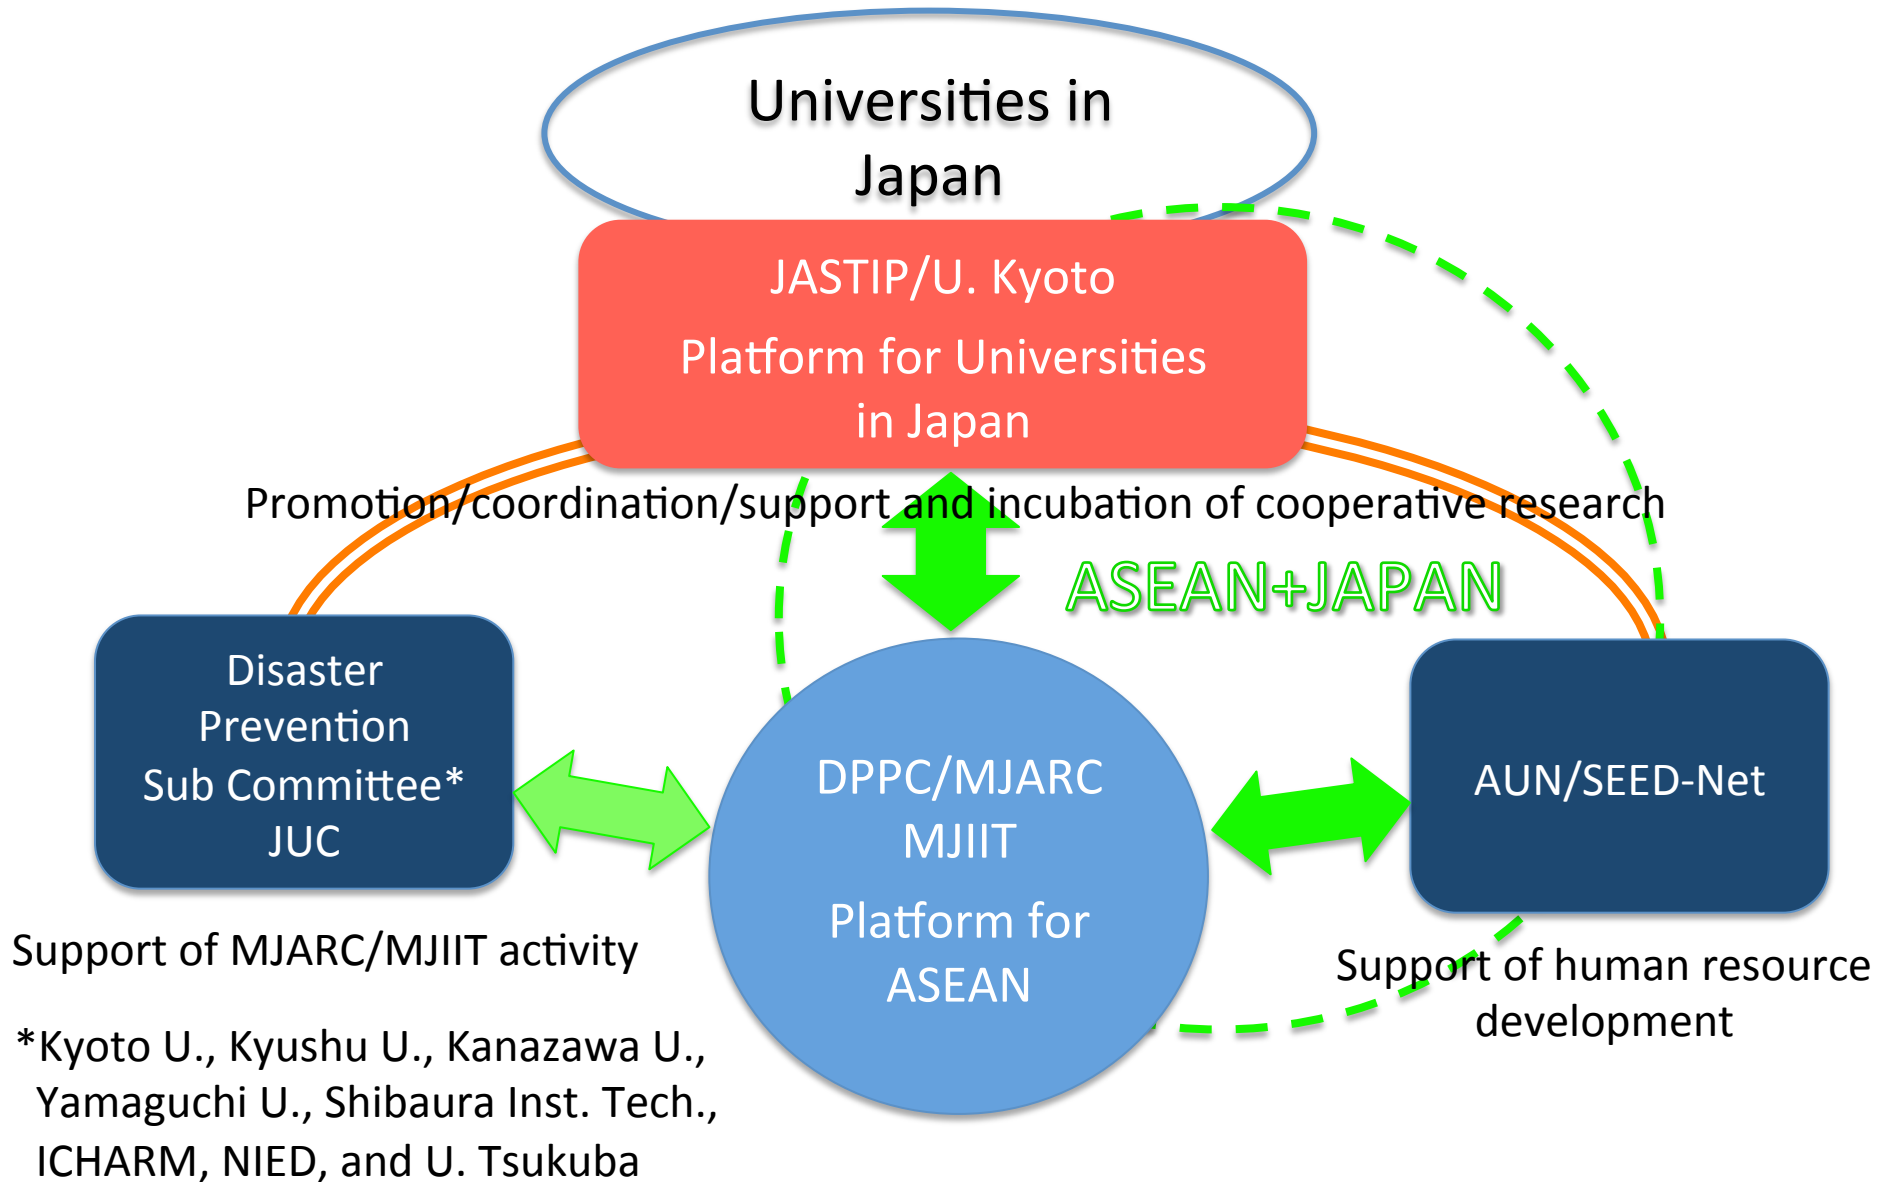 Universities in
Japan
JASTIP/U. Kyoto
Platform for Universities
in Japan
Promotion/coordination/support and incubation of cooperative research
ASEAN+JAPAN
Disaster
Prevention
Sub Committee*
JUC
DPPC/MJARC
MJIIT
Platform for
ASEAN
AUN/SEED-Net
Support of MJARC/MJIIT activity
Support of human resource
development
*Kyoto U., Kyushu U., Kanazawa U.,
Yamaguchi U., Shibaura Inst. Tech.,
ICHARM, NIED, and U. Tsukuba